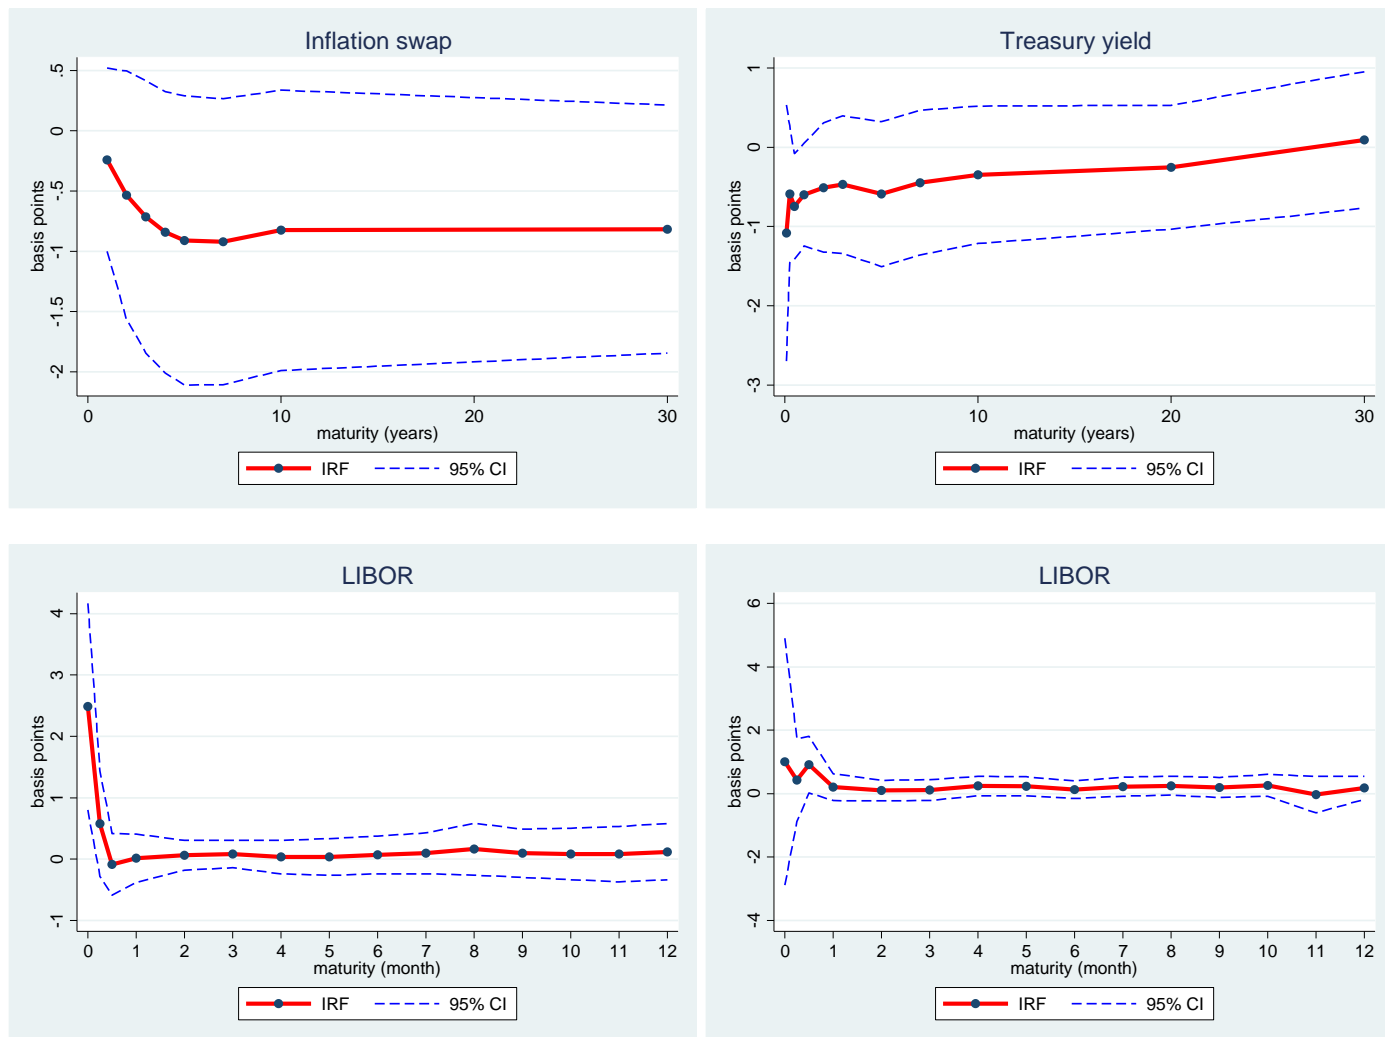 Inflation swap
.5
0
-.5
-1
-1.5
-2
basis points
0 10 20 30
maturity (years)
IRF 95% CI
Treasury yield
1
0
-1
-2
-3
basis points
0 10 20 30
maturity (years)
IRF 95% CI
LIBOR
4
3
2
1
0
-1
basis points
0 1 2 3 4 5 6 7 8 9 10 11 12
maturity (month)
IRF 95% CI
LIBOR
6
4
2
0
-2
-4
basis points
0 1 2 3 4 5 6 7 8 9 10 11 12
maturity (month)
IRF 95% CI